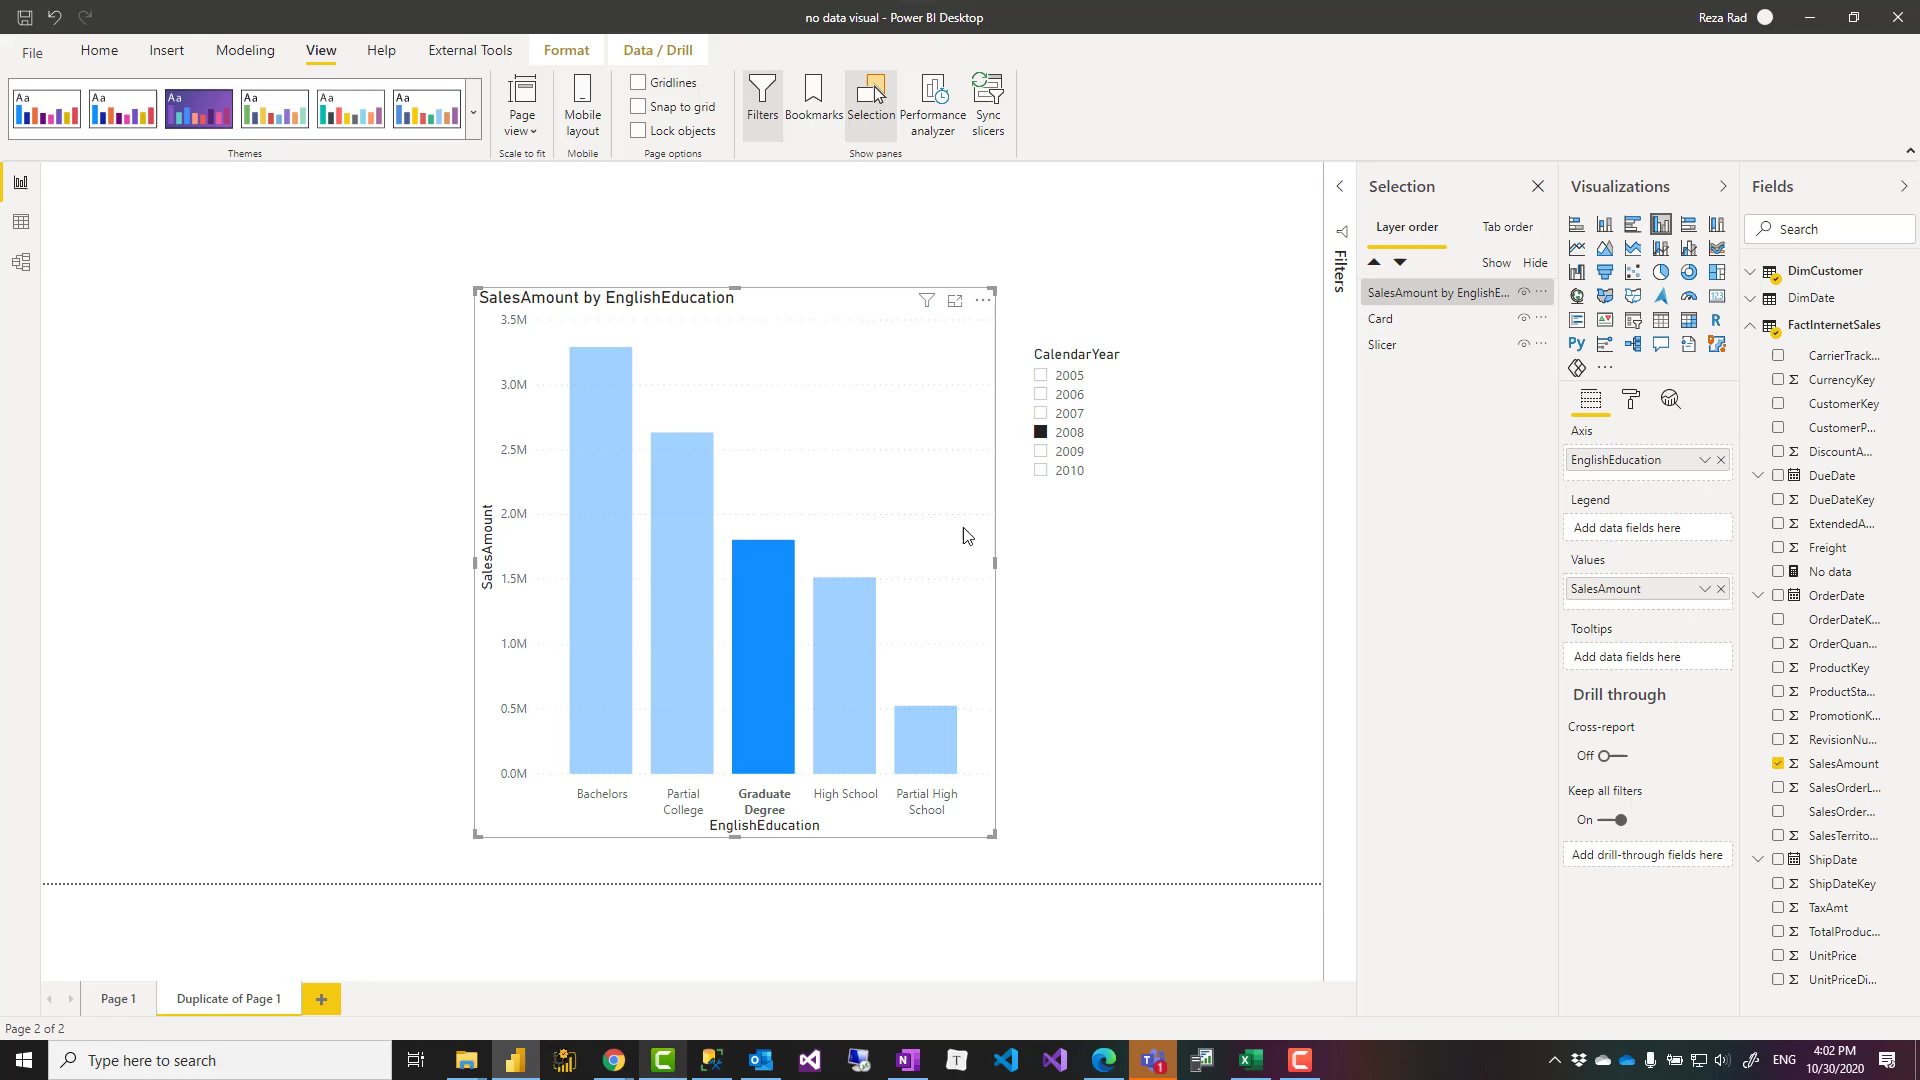 no data visual - Power BI Desktop
Reza Rad
File
Home
Insert
Modeling
View
Help
External Tools
Format
Data / Drill
Aa
Aa
Aa
Aa
Aa
Aa
Themes
Page
view
Scale to fit
Mobile
layout
Mobile
Gridlines
Snap to grid
Lock objects
Page options
Filters
Bookmarks
Selection
Performance
analyzer
Sync
slicers
Show panes
SalesAmount by EnglishEducation
3.5M
3.0M
2.5M
2.0M
1.5M
1.0M
0.5M
0.0M
SalesAmount
Bachelors
Partial
College
Graduate
Degree
High School
Partial High
School
EnglishEducation
CalendarYear
2005
2006
2007
2008
2009
2010
Filters
Selection
Layer order
Tab order
Show
Hide
SalesAmount by EnglishE...
Card
Slicer
Visualizations
123
R
Py
Axis
EnglishEducation
Legend
Add data fields here
Values
SalesAmount
Tooltips
Add data fields here
Drill through
Cross-report
Off
Keep all filters
On
Add drill-through fields here
Fields
Search
DimCustomer
DimDate
FactInternetSales
CarrierTrack...
CurrencyKey
CustomerKey
CustomerP...
DiscountA...
DueDate
DueDateKey
ExtendedA...
Freight
No data
OrderDate
OrderDateK...
OrderQuan...
ProductKey
ProductSta...
PromotionK...
RevisionNu...
SalesAmount
SalesOrderL...
SalesOrder...
SalesTerrito...
ShipDate
ShipDateKey
TaxAmt
TotalProduc...
UnitPrice
UnitPriceDi...
Page 1
Duplicate of Page 1
Page 2 of 2
Type here to search
ENG
4:02 PM
10/30/2020